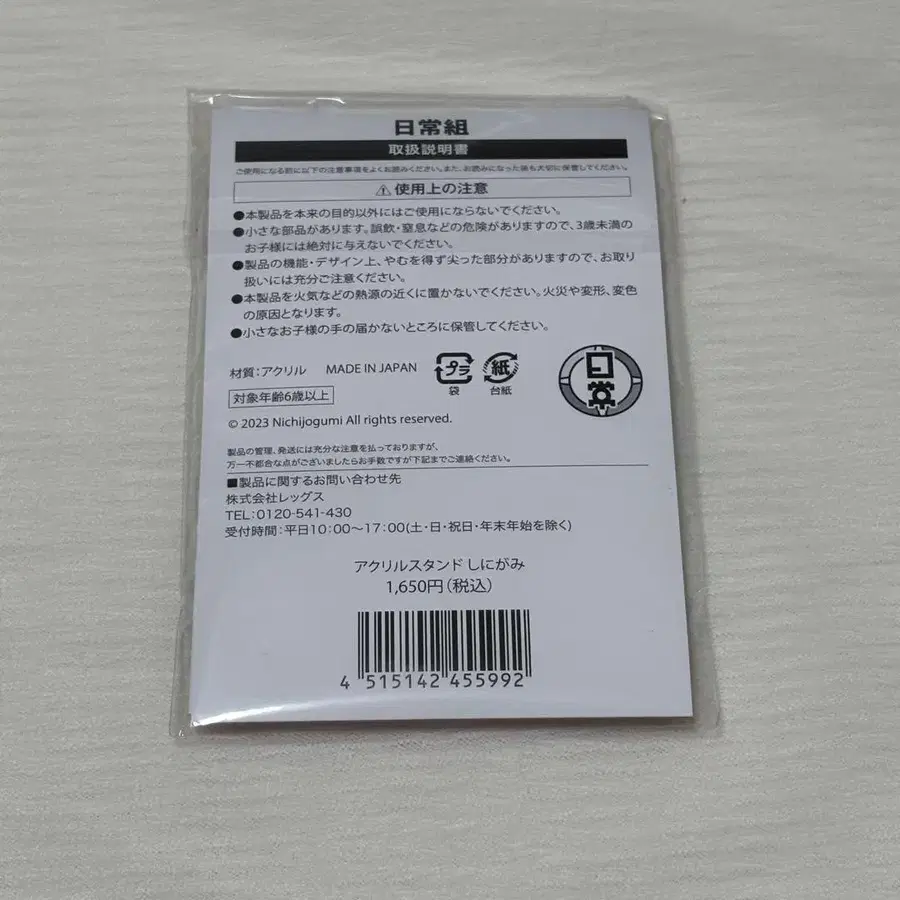 日常組
取扱説明書
ご使用になる前に以下の注意事項をよくお読みください。また、お読みになった後も大切に保管してください。
⚠使用上の注意
●本製品を本来の目的以外にはご使用にならないでください。
●小さな部品があります。誤飲・窒息などの危険がありますので、3歳未満の
お子様には絶対に与えないでください。
●製品の機能・デザイン上、やむを得ず尖った部分がありますので、お取り
扱いには充分ご注意ください。
●本製品を火気などの熱源の近くに置かないでください。火災や変形、変色
の原因となります。
●小さなお子様の手の届かないところに保管してください。
材質：アクリル MADE IN JAPAN
プラ
袋
紙
台紙
日常
対象年齢6歳以上
© 2023 Nichijogumi All rights reserved.
製品の管理、発送には充分な注意を払っておりますが、
万一不都合な点がございましたらお手数ですが下記までご連絡ください。
■製品に関するお問い合わせ先
株式会社レッグス
TEL：0120-541-430
受付時間：平日10：00～17：00(土・日・祝日・年末年始を除く)
アクリルスタンド しにがみ
1,650円(税込)
4 515142 455992